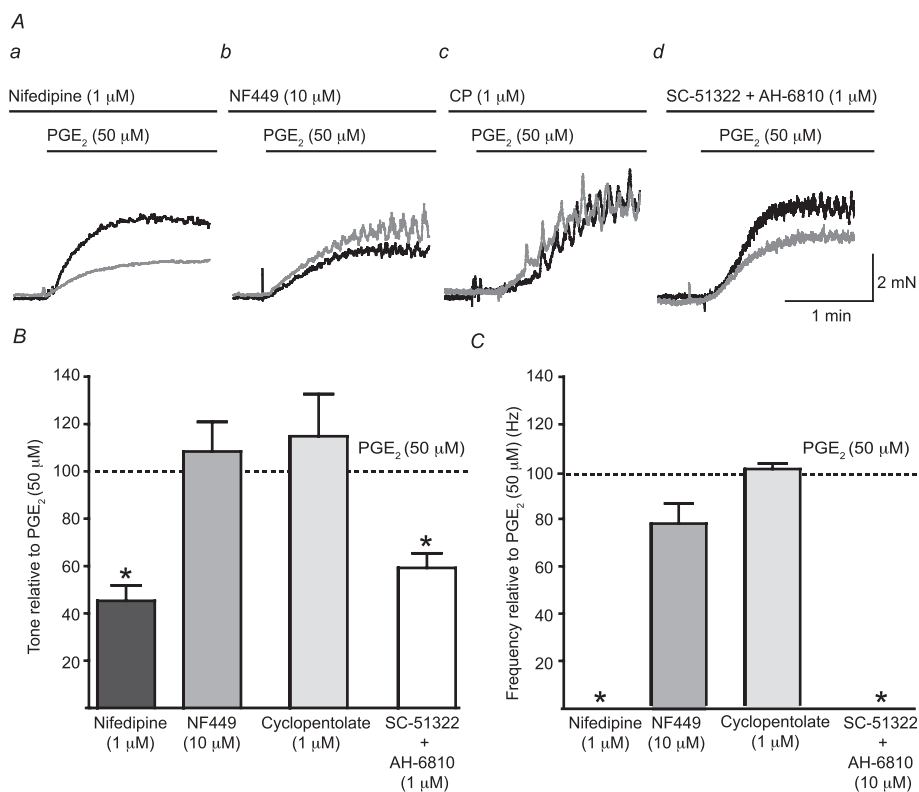 A
a b c d
Nifedipine (1 µM) NF449 (10 µM) CP (1 µM) SC-51322 + AH-6810 (1 µM)
PGE₂ (50 µM) PGE₂ (50 µM) PGE₂ (50 µM) PGE₂ (50 µM)
2 mN
1 min
B
Tone relative to PGE₂ (50 µM)
140
120
100
80
60
40
20
PGE₂ (50 µM)
*
*
Nifedipine
(1 µM)
NF449
(10 µM)
Cyclopentolate
(1 µM)
SC-51322
+
AH-6810
(1 µM)
C
Frequency relative to PGE₂ (50 µM) (Hz)
140
120
100
80
60
40
20
PGE₂ (50 µM)
*
*
Nifedipine
(1 µM)
NF449
(10 µM)
Cyclopentolate
(1 µM)
SC-51322
+
AH-6810
(10 µM)